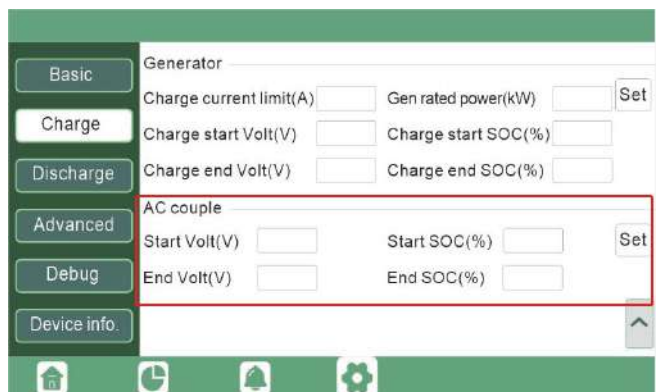 Basic
Charge
Discharge
Advanced
Debug
Device info.
Generator
Charge current limit(A) Gen rated power(kW) Set
Charge start Volt(V) Charge start SOC(%)
Charge end Volt(V) Charge end SOC(%)
AC couple
Start Volt(V) Start SOC(%) Set
End Volt(V) End SOC(%)